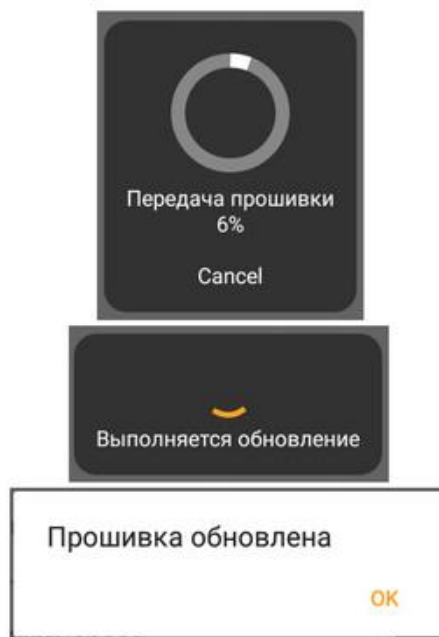 Передача прошивки
6%
Cancel
Выполняется обновление
Прошивка обновлена
OK